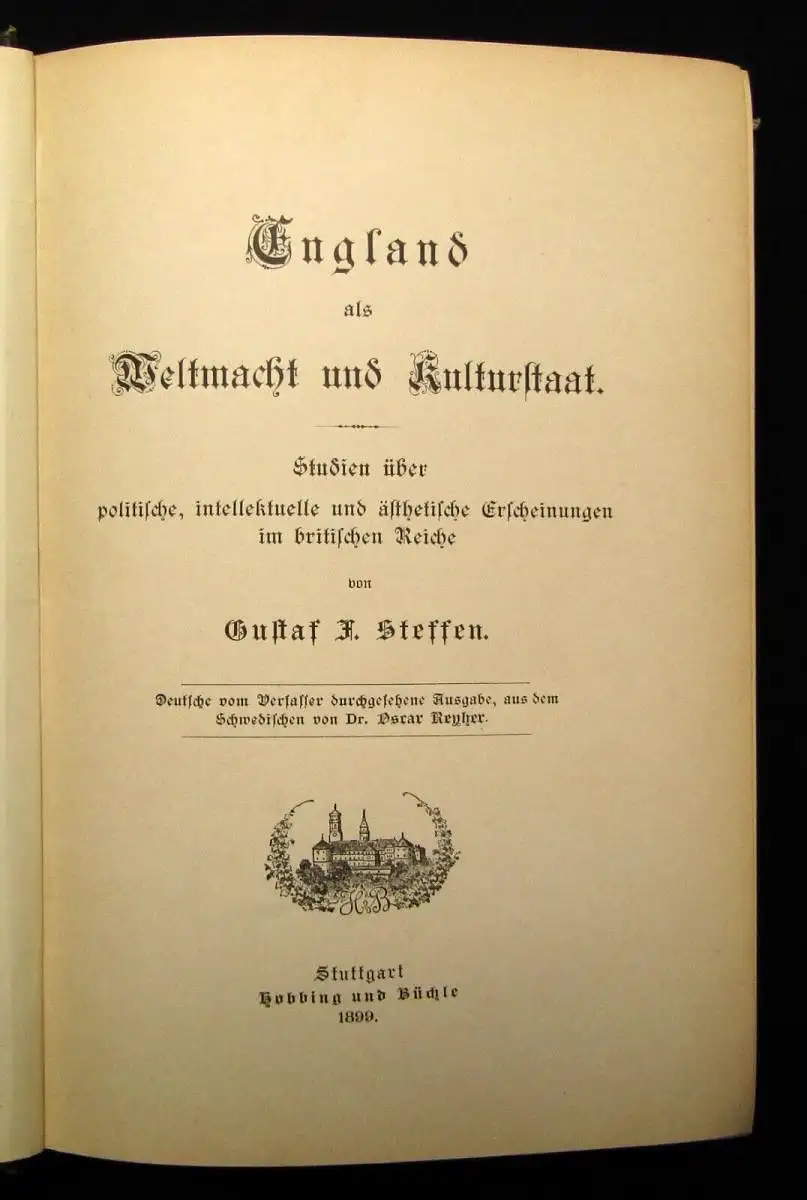 England
als
Weltmacht und Kulturstaat.
Studien über
politische, intellektuelle und ästhetische Erscheinungen
im britischen Reiche
von
Gustaf F. Steffen.
Deutsche vom Verfasser durchgesehene Ausgabe, aus dem
Schwedischen von Dr. Oscar Reyher.
H&B
Stuttgart
Hobbing und Büchle
1899.